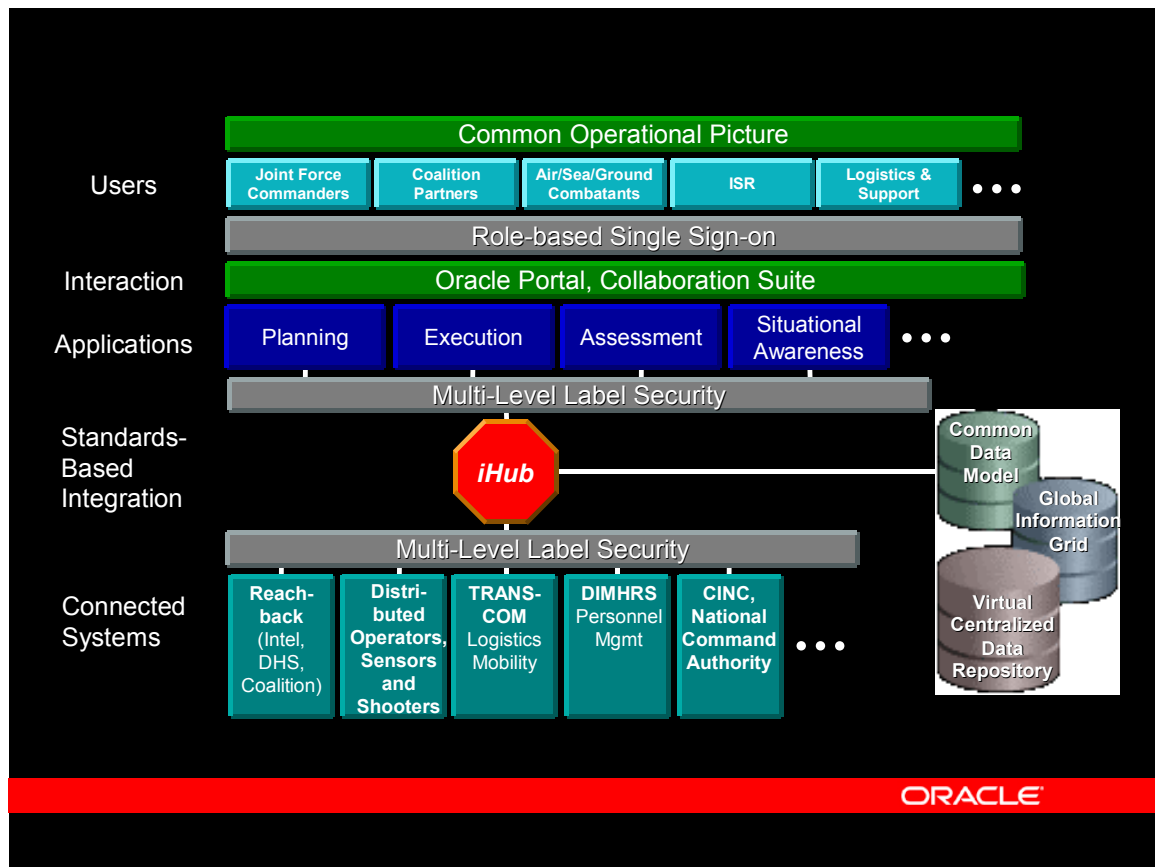 Common Operational Picture
Users
Joint Force
Commanders
Coalition
Partners
Air/Sea/Ground
Combatants
ISR
Logistics &
Support
Role-based Single Sign-on
Interaction
Oracle Portal, Collaboration Suite
Applications
Planning
Execution
Assessment
Situational
Awareness
Multi-Level Label Security
Standards-
Based
Integration
iHub
Common
Data
Model
Global
Information
Grid
Virtual
Centralized
Data
Repository
Multi-Level Label Security
Connected
Systems
Reach-
back
(Intel,
DHS,
Coalition)
Distri-
buted
Operators,
Sensors
and
Shooters
TRANS-
COM
Logistics
Mobility
DIMHRS
Personnel
Mgmt
CINC,
National
Command
Authority
ORACLE